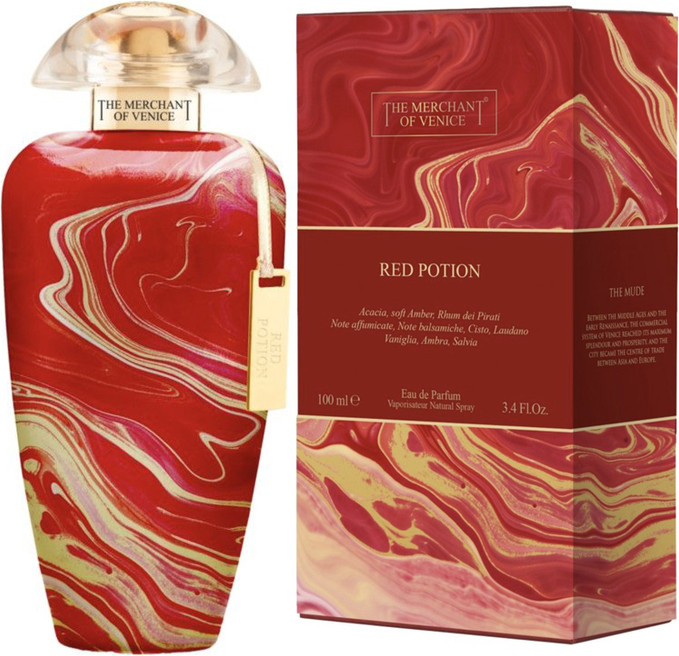 THE MERCHANT
OF VENICE
RED
POTION
THE MERCHANT®
OF VENICE
RED POTION
Acacia, soft Amber, Rhum dei Pirati
Note affumicate, Note balsamiche, Cisto, Laudano
Vaniglia, Ambra, Salvia
100 ml ℮
Eau de Parfum
Vaporisateur Natural Spray
3.4 Fl.Oz.
THE MUDE
BETWEEN THE MIDDLE AGES AND THE
EARLY RENAISSANCE, THE COMMERCIAL
SYSTEM OF VENICE REACHED ITS MAXIMUM
SPLENDOUR AND PROSPERITY, AND THE
CITY BECAME THE CENTRE OF TRADE
BETWEEN ASIA AND EUROPE.